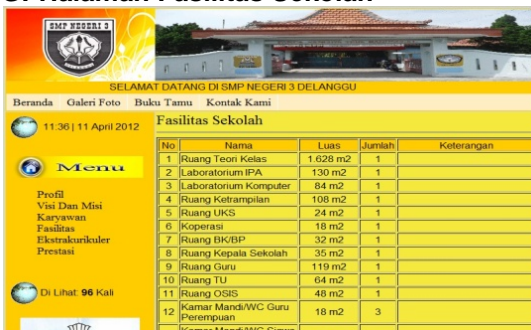 SMP NEGERI 3
SELAMAT DATANG DI SMP NEGERI 3 DELANGGU
Beranda Galeri Foto Buku Tamu Kontak Kami
11:36 | 11 April 2012
Menu
Profil
Visi Dan Misi
Karyawan
Fasilitas
Ekstrakurikuler
Prestasi
Di Lihat: 96 Kali
Fasilitas Sekolah
No Nama Luas Jumlah Keterangan
1 Ruang Teori Kelas 1.628 m2 1
2 Laboratorium IPA 130 m2 1
3 Laboratorium Komputer 84 m2 1
4 Ruang Ketrampilan 108 m2 1
5 Ruang UKS 24 m2 1
6 Koperasi 18 m2 1
7 Ruang BK/BP 32 m2 1
8 Ruang Kepala Sekolah 35 m2 1
9 Ruang Guru 119 m2 1
10 Ruang TU 64 m2 1
11 Ruang OSIS 48 m2 1
12 Kamar Mandi/WC Guru Perempuan 18 m2 3